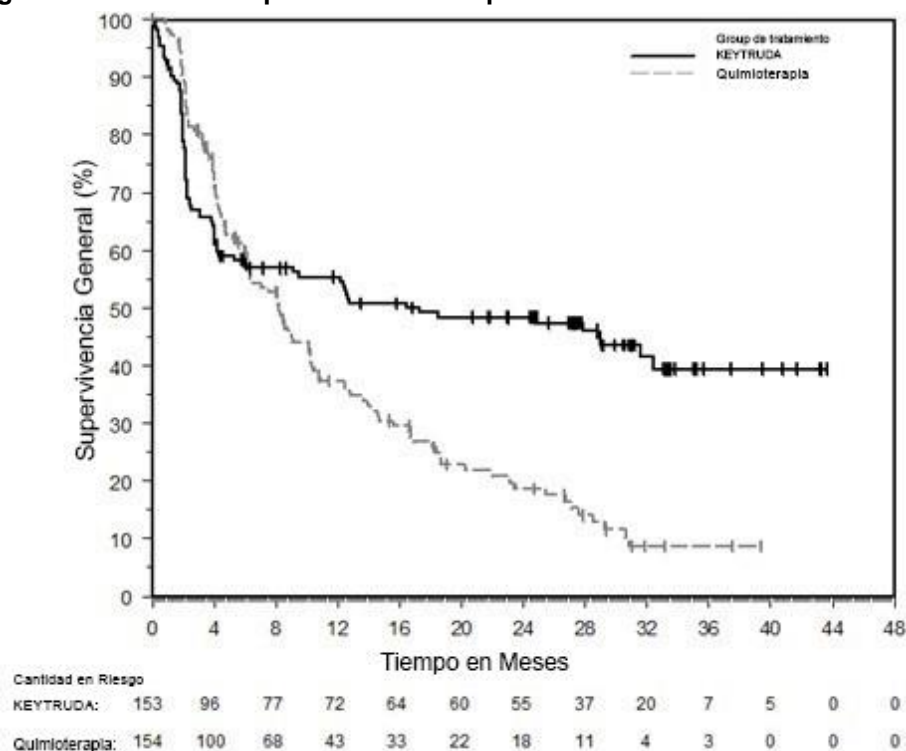 Group de tratamiento
KEYTRUDA
Quimioterapia
Supervivencia General (%)
100
90
80
70
60
50
40
30
20
10
0
0 4 8 12 16 20 24 28 32 36 40 44 48
Tiempo en Meses
Cantidad en Riesgo
KEYTRUDA: 153 96 77 72 64 60 55 37 20 7 5 0 0
Quimioterapia: 154 100 68 43 33 22 18 11 4 3 0 0 0